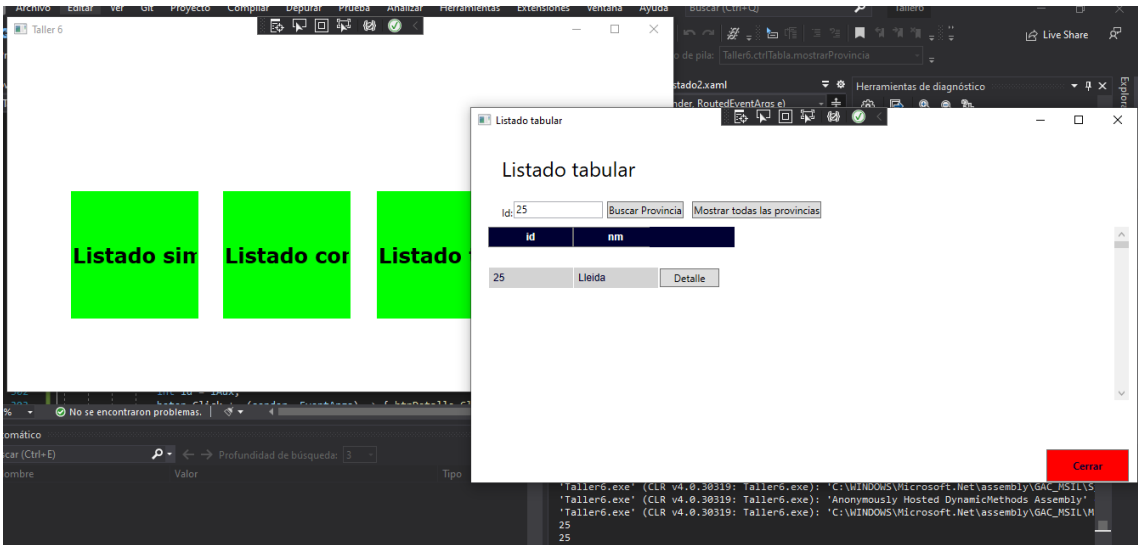 Archivo Editar Ver Git Proyecto Compilar Depurar Prueba Analizar Herramientas Extensiones Ventana Ayuda Buscar (Ctrl+Q) Taller6
Taller 6
Live Share
o de pila: Taller6.ctrlTabla.mostrarProvincia
stado2.xaml
Herramientas de diagnóstico
Explora
nder, RoutedEventArgs e)
Listado tabular
Listado tabular
Id: 25 Buscar Provincia Mostrar todas las provincias
id nm
Listado sim Listado cor Listado
25 Lleida Detalle
% No se encontraron problemas.
omático
scar (Ctrl+E) Profundidad de búsqueda: 3
ombre Valor Tipo
Cerrar
'Taller6.exe' (CLR v4.0.30319: Taller6.exe): 'C:\WINDOWS\Microsoft.Net\assembly\GAC_MSIL\S
'Taller6.exe' (CLR v4.0.30319: Taller6.exe): 'Anonymously Hosted DynamicMethods Assembly'
'Taller6.exe' (CLR v4.0.30319: Taller6.exe): 'C:\WINDOWS\Microsoft.Net\assembly\GAC_MSIL\M
25
25